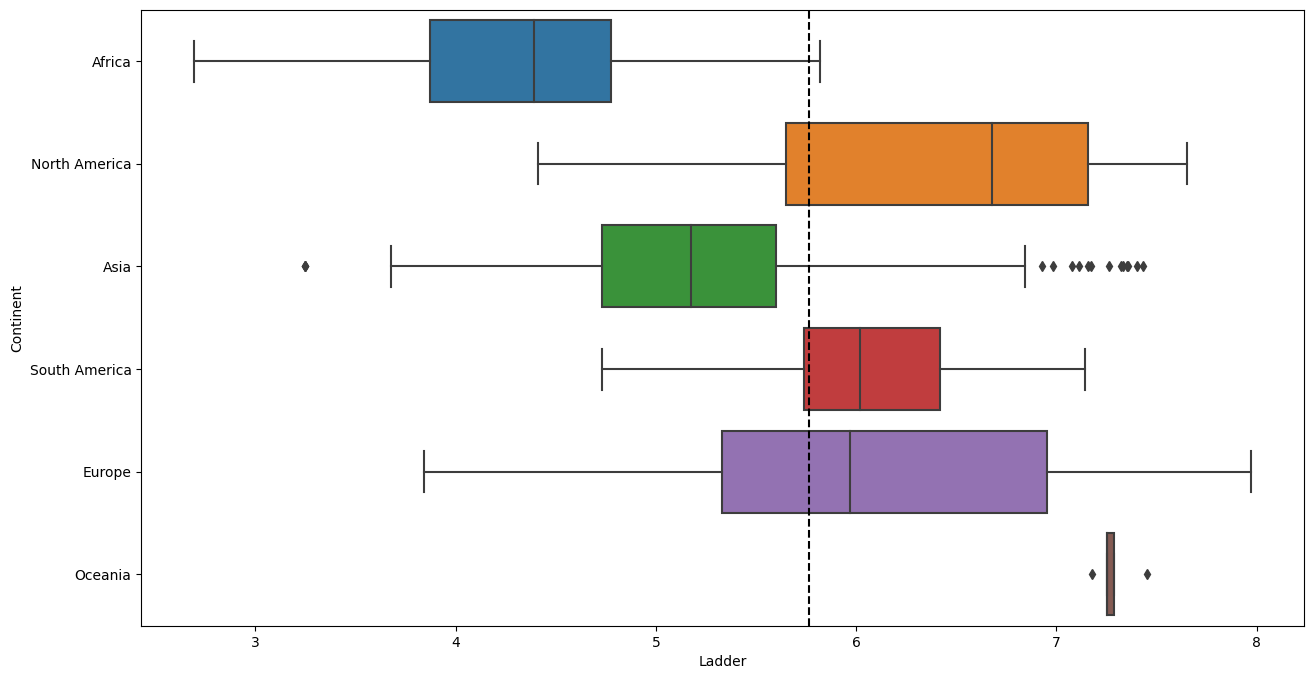 Africa
North America
Asia
South America
Europe
Oceania
Continent
3 4 5 6 7 8
Ladder